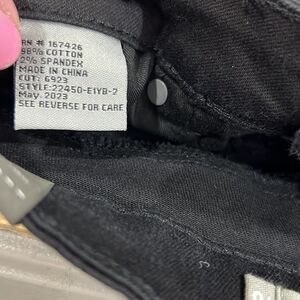 RN # 167426
98% COTTON
2% SPANDEX
MADE IN CHINA
CUT: 6923
STYLE:22450-E1YB-2
May. 2023
SEE REVERSE FOR CARE